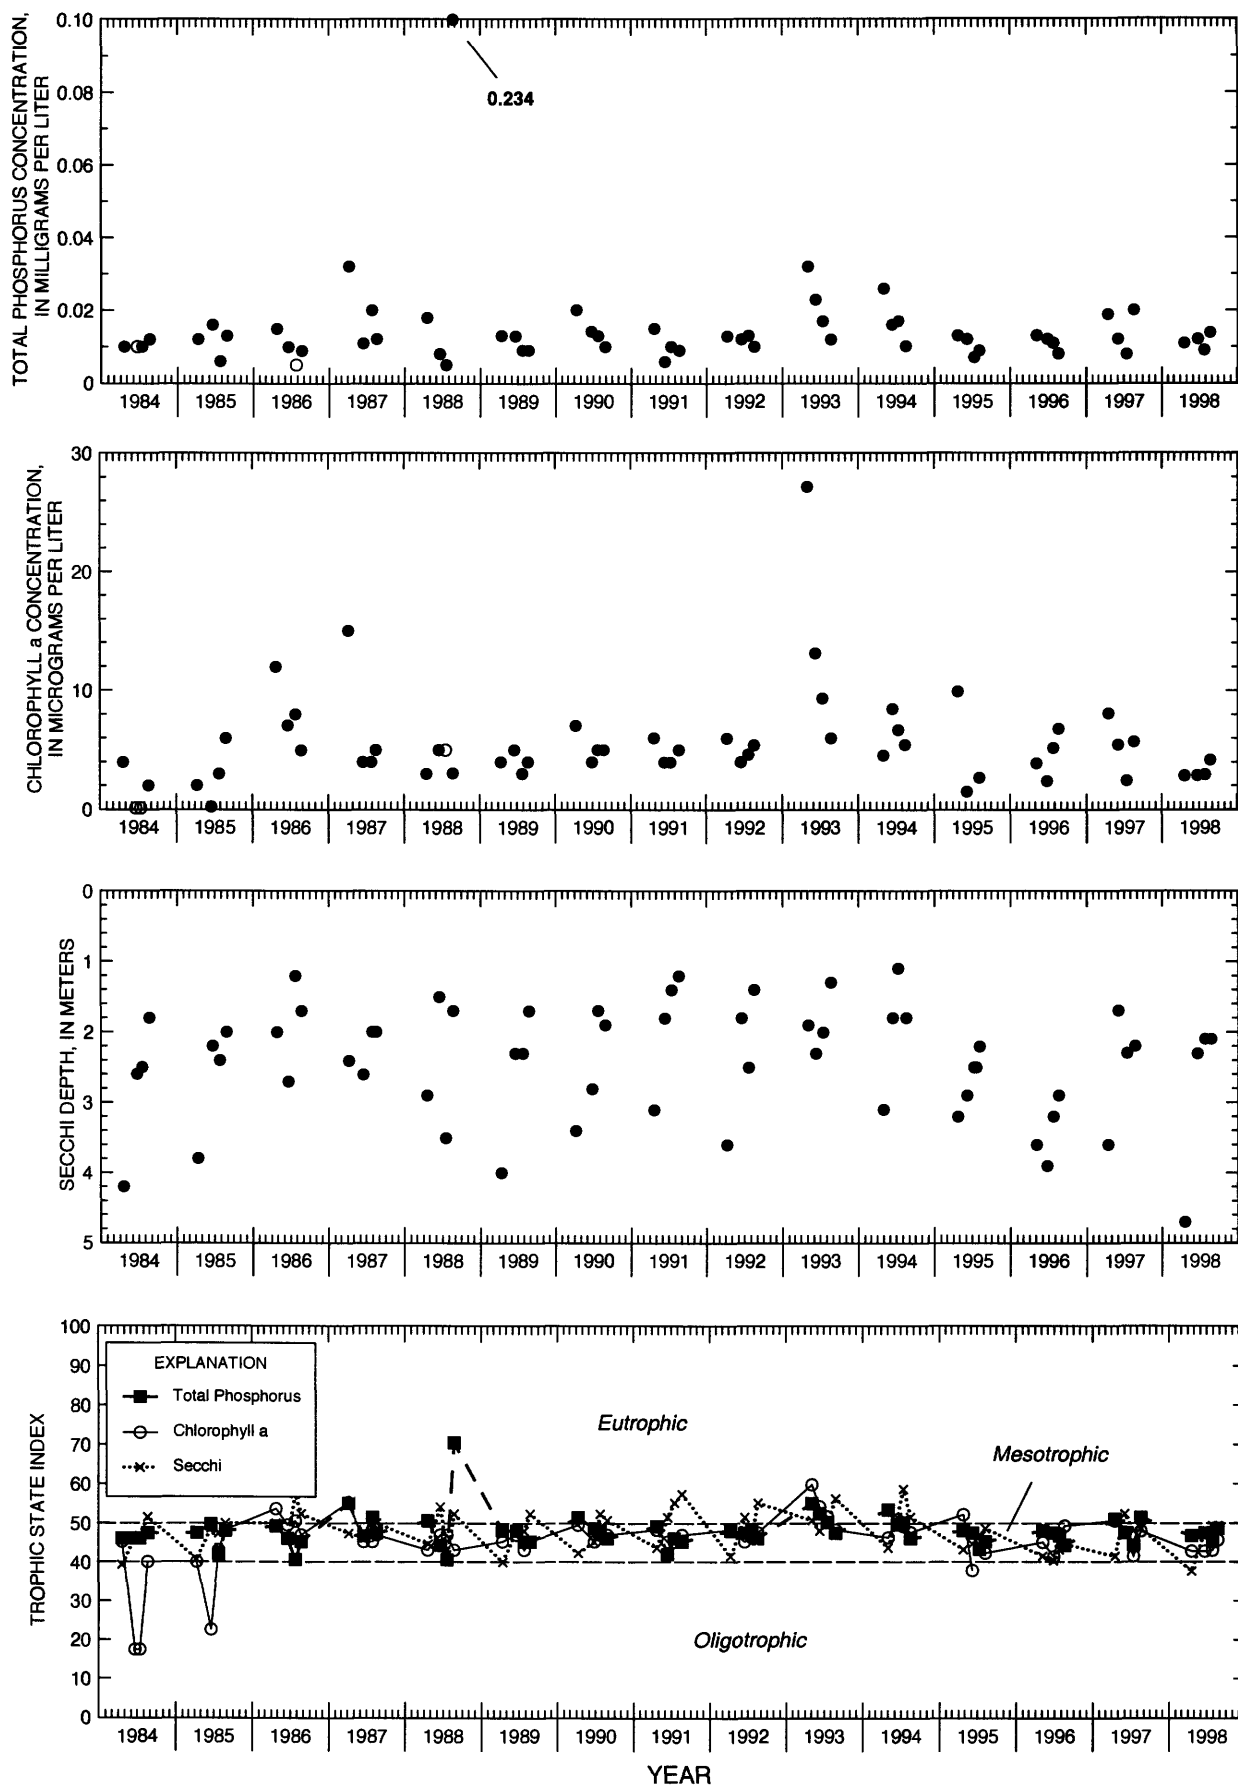 TOTAL PHOSPHORUS CONCENTRATION,
IN MILLIGRAMS PER LITER
0.10
0.08
0.06
0.04
0.02
0
0.234
1984 1985 1986 1987 1988 1989 1990 1991 1992 1993 1994 1995 1996 1997 1998
CHLOROPHYLL a CONCENTRATION,
IN MICROGRAMS PER LITER
30
20
10
0
1984 1985 1986 1987 1988 1989 1990 1991 1992 1993 1994 1995 1996 1997 1998
SECCHI DEPTH, IN METERS
0
1
2
3
4
5
1984 1985 1986 1987 1988 1989 1990 1991 1992 1993 1994 1995 1996 1997 1998
TROPHIC STATE INDEX
100
90
80
70
60
50
40
30
20
10
0
EXPLANATION
Total Phosphorus
Chlorophyll a
Secchi
Eutrophic
Mesotrophic
Oligotrophic
1984 1985 1986 1987 1988 1989 1990 1991 1992 1993 1994 1995 1996 1997 1998
YEAR